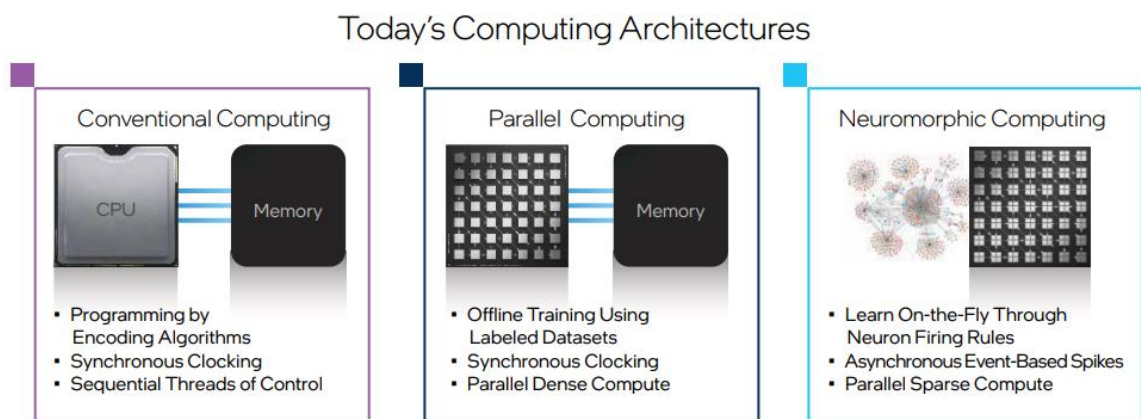 Today's Computing Architectures
Conventional Computing
CPU
Memory
▪ Programming by
Encoding Algorithms
▪ Synchronous Clocking
▪ Sequential Threads of Control
Parallel Computing
Memory
▪ Offline Training Using
Labeled Datasets
▪ Synchronous Clocking
▪ Parallel Dense Compute
Neuromorphic Computing
▪ Learn On-the-Fly Through
Neuron Firing Rules
▪ Asynchronous Event-Based Spikes
▪ Parallel Sparse Compute